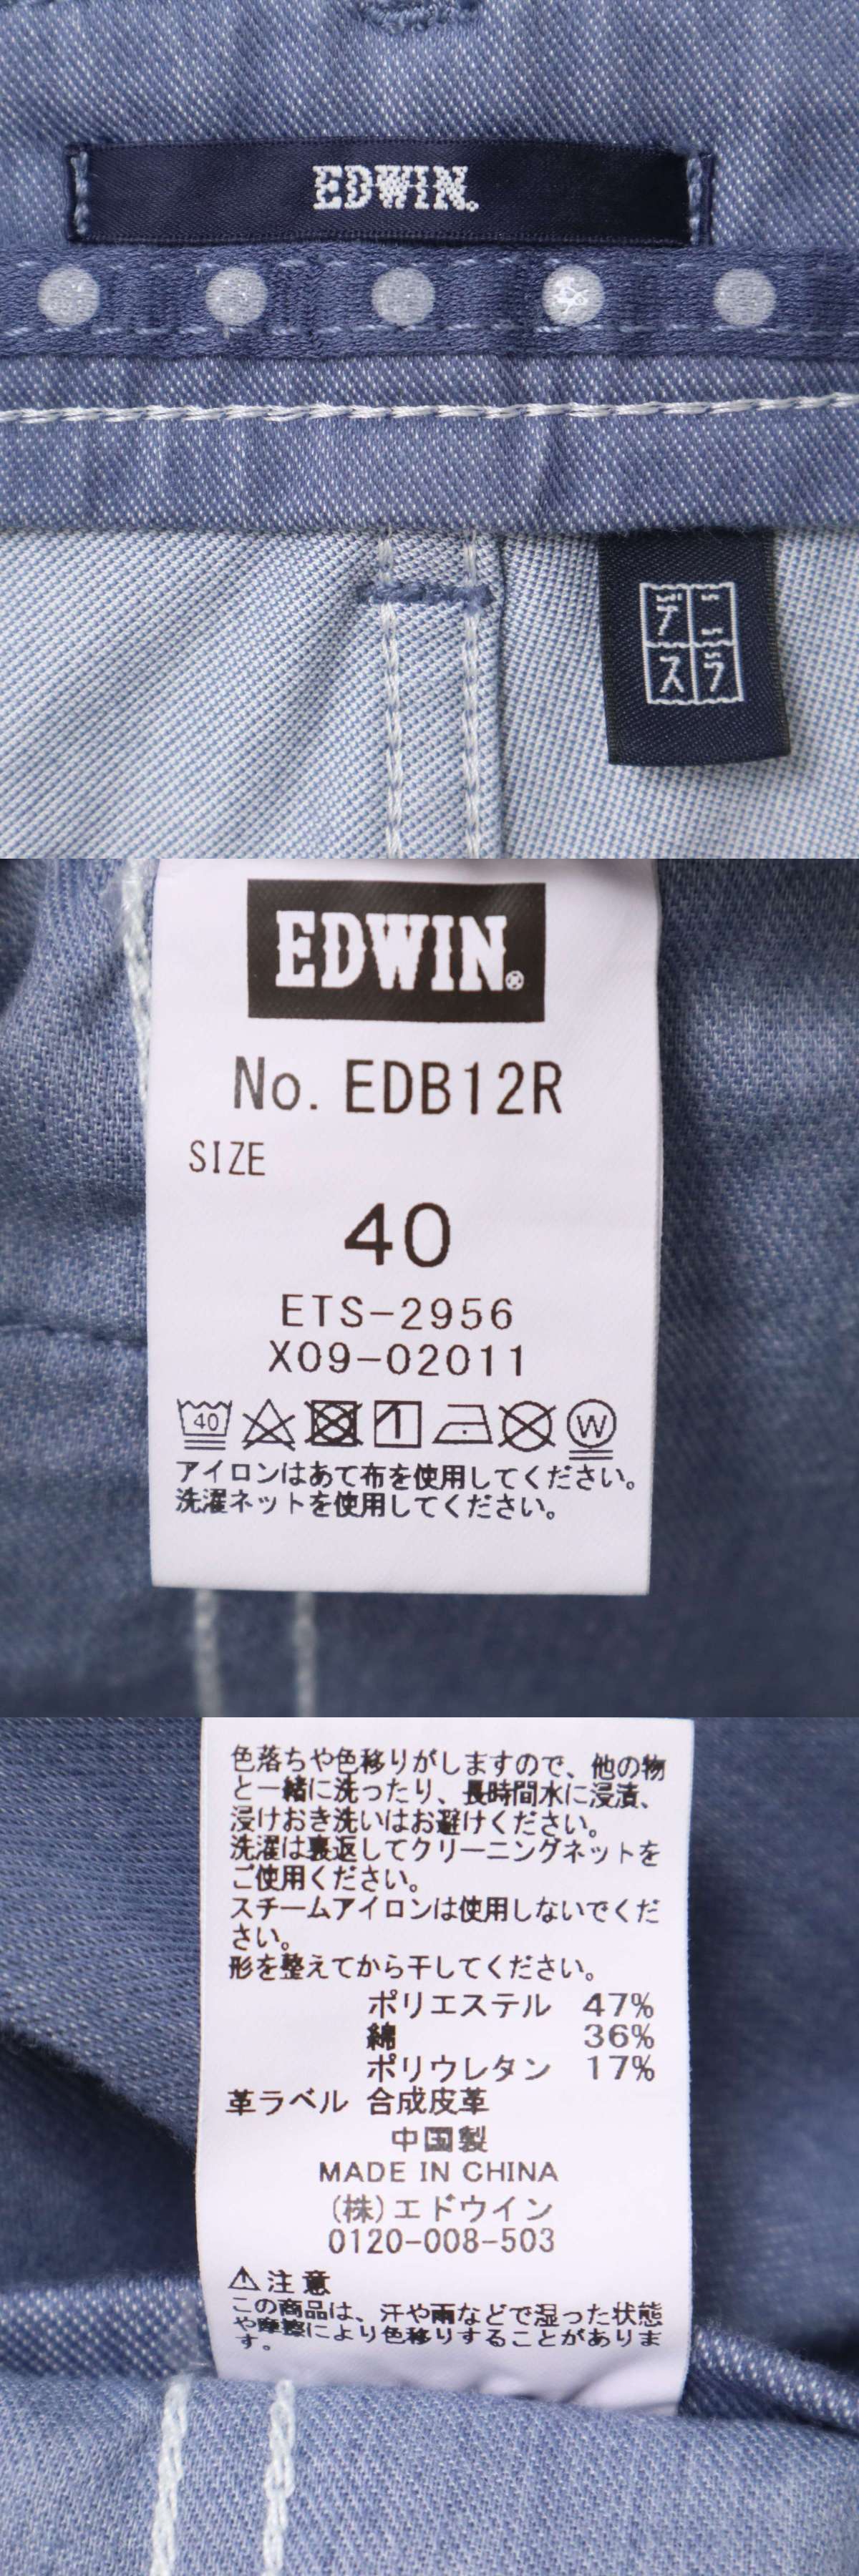 EDWIN.
デニ
スラ
EDWIN®
No. EDB12R
SIZE
40
ETS-2956
X09-02011
40 W
アイロンはあて布を使用してください。
洗濯ネットを使用してください。
色落ちや色移りがしますので、他の物
と一緒に洗ったり、長時間水に浸漬、
浸けおき洗いはお避けください。
洗濯は裏返してクリーニングネットを
ご使用ください。
スチームアイロンは使用しないでくだ
さい。
形を整えてから干してください。
ポリエステル 47%
綿 36%
ポリウレタン 17%
革ラベル 合成皮革
中国製
MADE IN CHINA
(株)エドウイン
0120-008-503
⚠注意
この商品は、汗や雨などで湿った状態
や摩擦により色移りすることがありま
す。